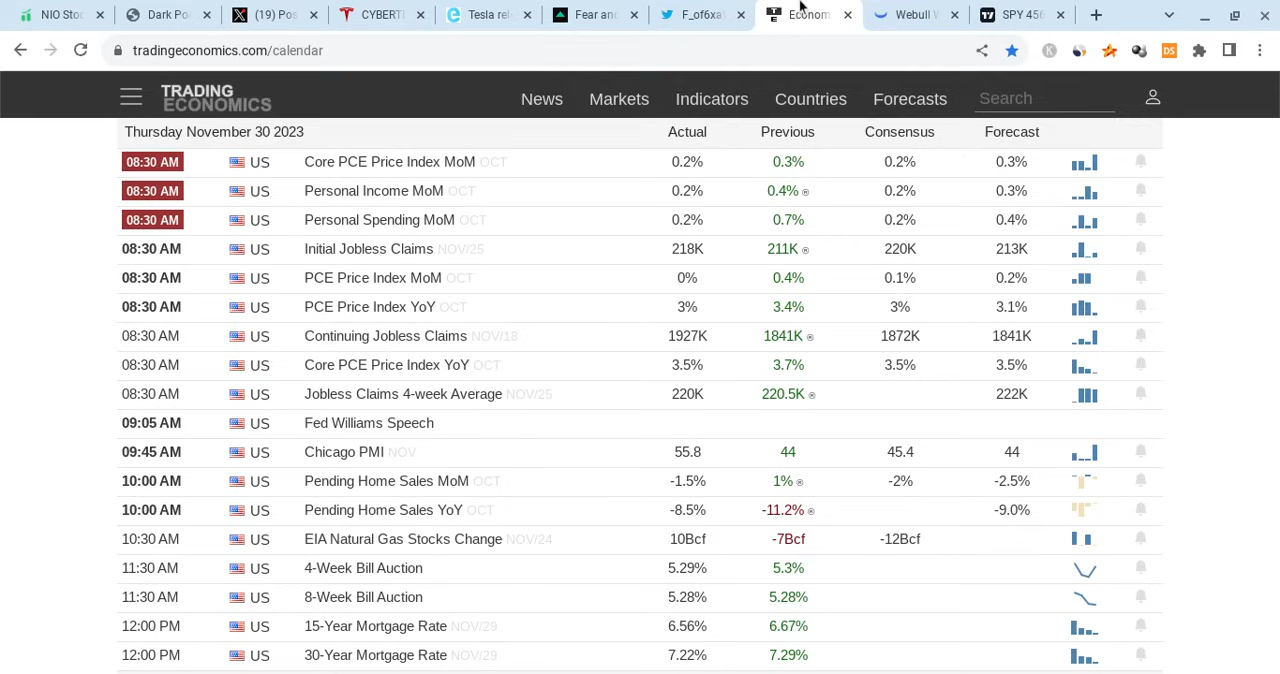 NIO Stoc
Dark Po
(19) Pos
CYBERT
Tesla rel
Fear and
F_of6xa
Econom
Webull W
SPY 456
tradingeconomics.com/calendar
K
DS
TRADING
ECONOMICS
News Markets Indicators Countries Forecasts Search
Thursday November 30 2023 Actual Previous Consensus Forecast
08:30 AM US Core PCE Price Index MoM OCT 0.2% 0.3% 0.2% 0.3%
08:30 AM US Personal Income MoM OCT 0.2% 0.4% ® 0.2% 0.3%
08:30 AM US Personal Spending MoM OCT 0.2% 0.7% 0.2% 0.4%
08:30 AM US Initial Jobless Claims NOV/25 218K 211K ® 220K 213K
08:30 AM US PCE Price Index MoM OCT 0% 0.4% 0.1% 0.2%
08:30 AM US PCE Price Index YoY OCT 3% 3.4% 3% 3.1%
08:30 AM US Continuing Jobless Claims NOV/18 1927K 1841K ® 1872K 1841K
08:30 AM US Core PCE Price Index YoY OCT 3.5% 3.7% 3.5% 3.5%
08:30 AM US Jobless Claims 4-week Average NOV/25 220K 220.5K ® 222K
09:05 AM US Fed Williams Speech
09:45 AM US Chicago PMI NOV 55.8 44 45.4 44
10:00 AM US Pending Home Sales MoM OCT -1.5% 1% ® -2% -2.5%
10:00 AM US Pending Home Sales YoY OCT -8.5% -11.2% ® -9.0%
10:30 AM US EIA Natural Gas Stocks Change NOV/24 10Bcf -7Bcf -12Bcf
11:30 AM US 4-Week Bill Auction 5.29% 5.3%
11:30 AM US 8-Week Bill Auction 5.28% 5.28%
12:00 PM US 15-Year Mortgage Rate NOV/29 6.56% 6.67%
12:00 PM US 30-Year Mortgage Rate NOV/29 7.22% 7.29%